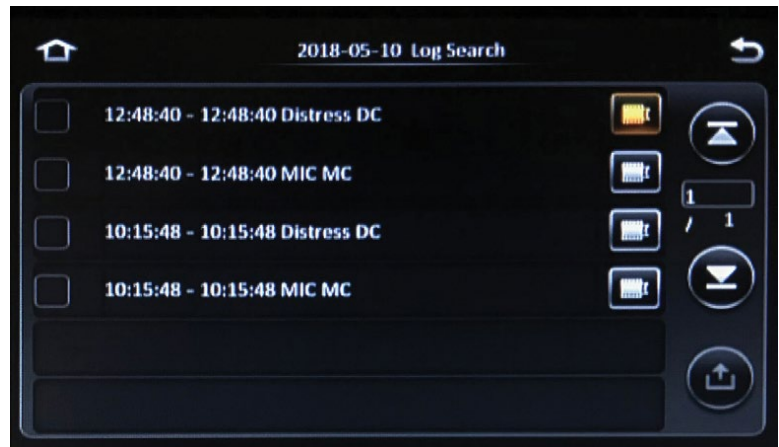 2018-05-10 Log Search
12:48:40 - 12:48:40 Distress DC
12:48:40 - 12:48:40 MIC MC
1
/ 1
10:15:48 - 10:15:48 Distress DC
10:15:48 - 10:15:48 MIC MC